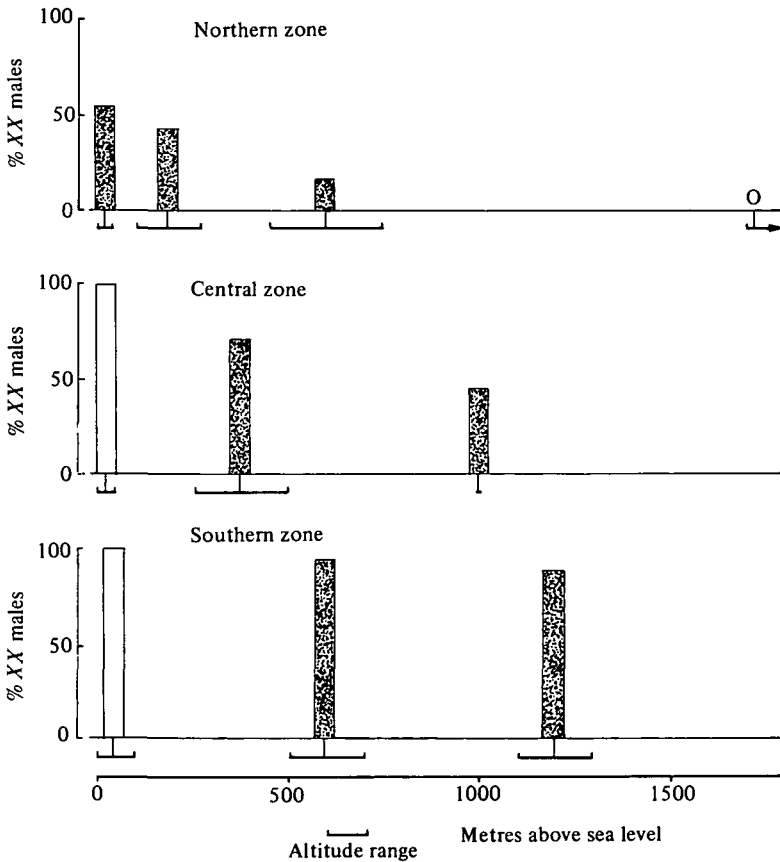 100
Northern zone
% XX males
50
O
0
100
Central zone
% XX males
50
0
100
Southern zone
% XX males
50
0
0 500 1000 1500
Altitude range Metres above sea level